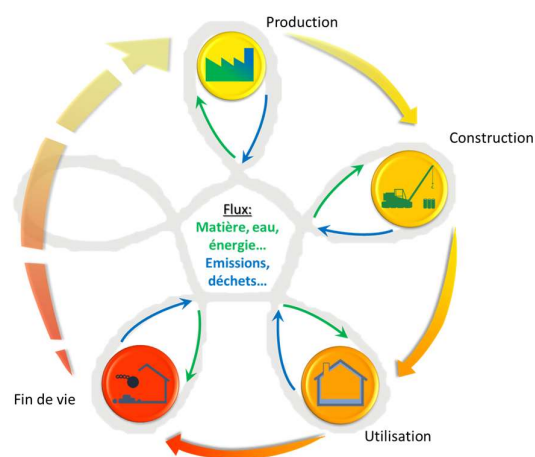 Production
Construction
Flux:
Matière, eau,
énergie...
Emissions,
déchets...
Fin de vie
Utilisation